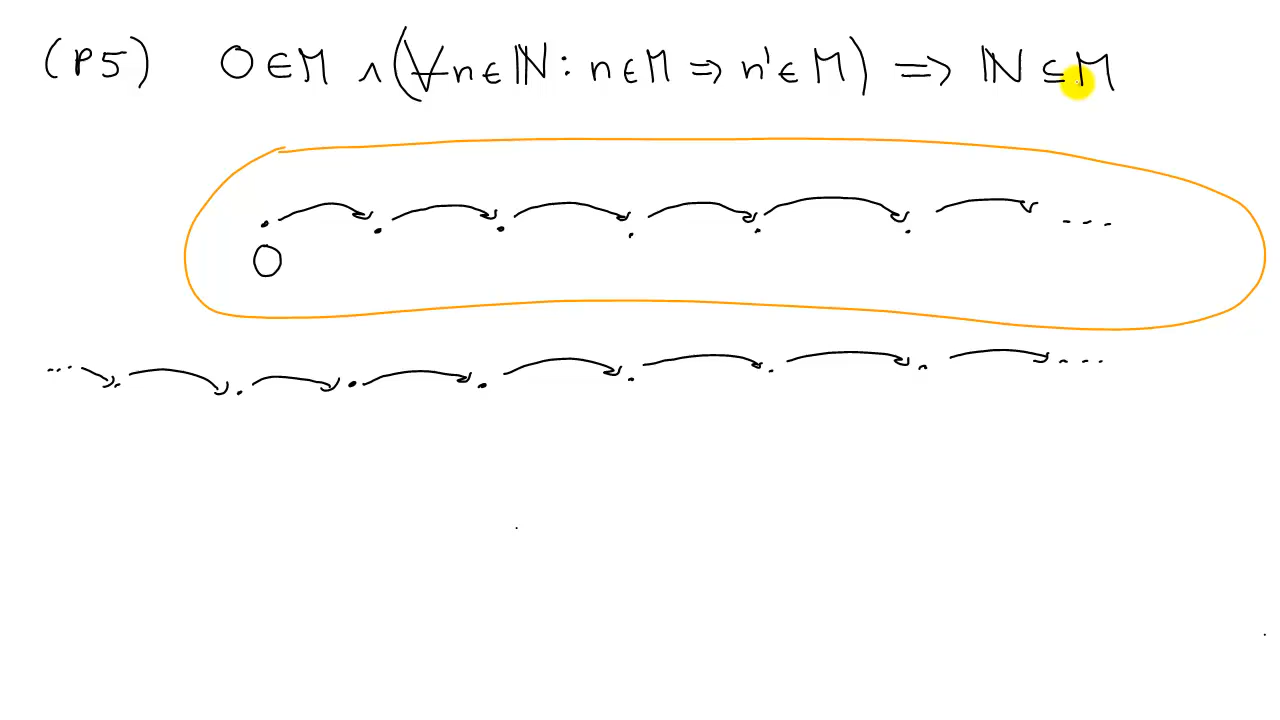 (P5) 0∈M ∧ (∀n∈ℕ: n∈M ⇒ n'∈M) ⇒ ℕ⊆M
...
0
... ...